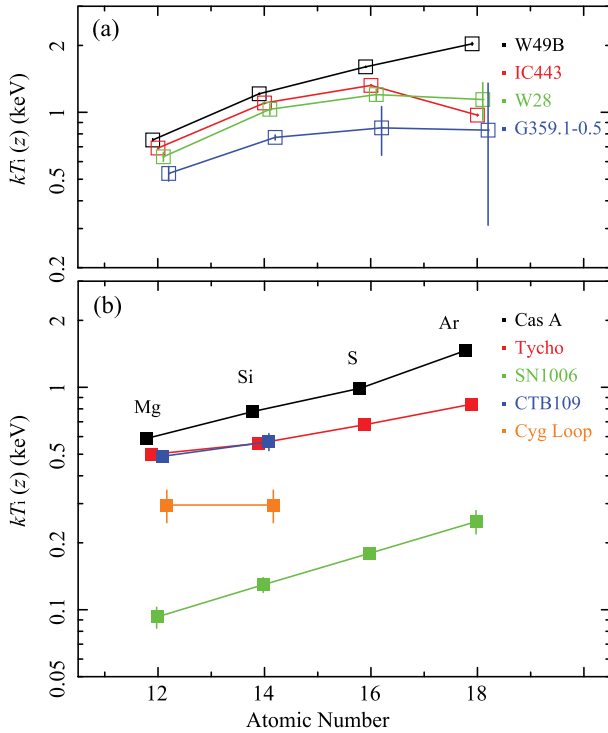 (a)
W49B
IC443
W28
G359.1-0.5
2
1
0.5
0.2
kTi (z) (keV)
(b)
Cas A
Tycho
SN1006
CTB109
Cyg Loop
Ar
S
Si
Mg
2
1
0.5
0.2
0.1
0.05
kTi (z) (keV)
12 14 16 18
Atomic Number